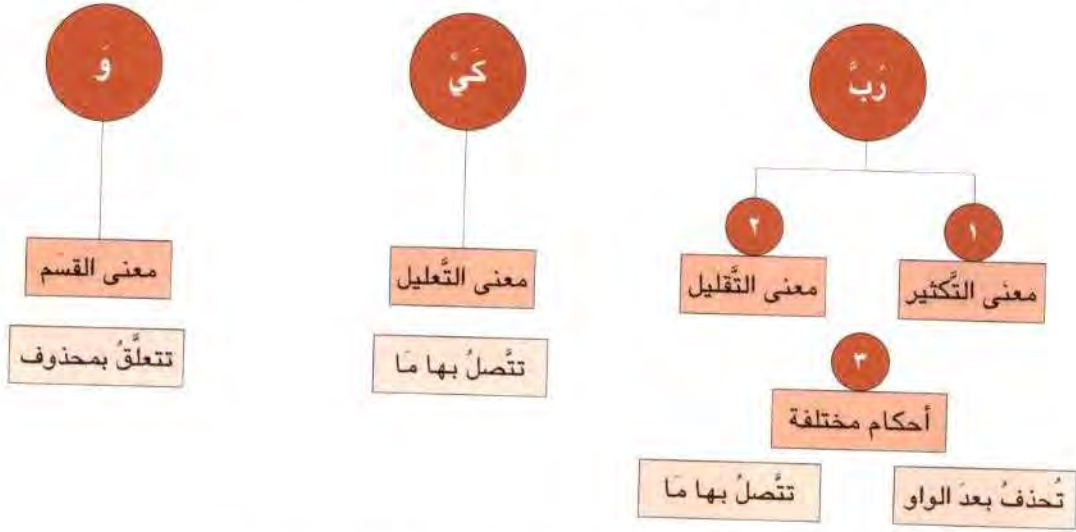 رُبَّ
كَيْ
وَ
١
٢
معنى التَّكثير
معنى التَّقليل
معنى التَّعليل
معنى القسَم
تتَّصلُ بها مَا
تتعلَّقُ بمحذوف
٣
أحكام مختلفة
تُحذفُ بعدَ الواو
تتَّصلُ بها مَا